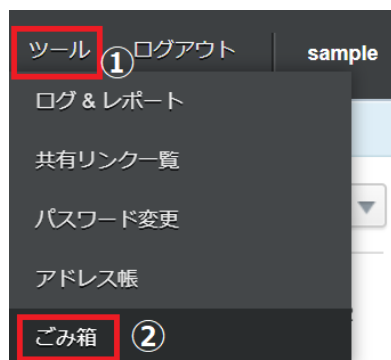 ツール ① ログアウト sample
ログ & レポート
共有リンク一覧
パスワード変更
アドレス帳
ごみ箱 ②